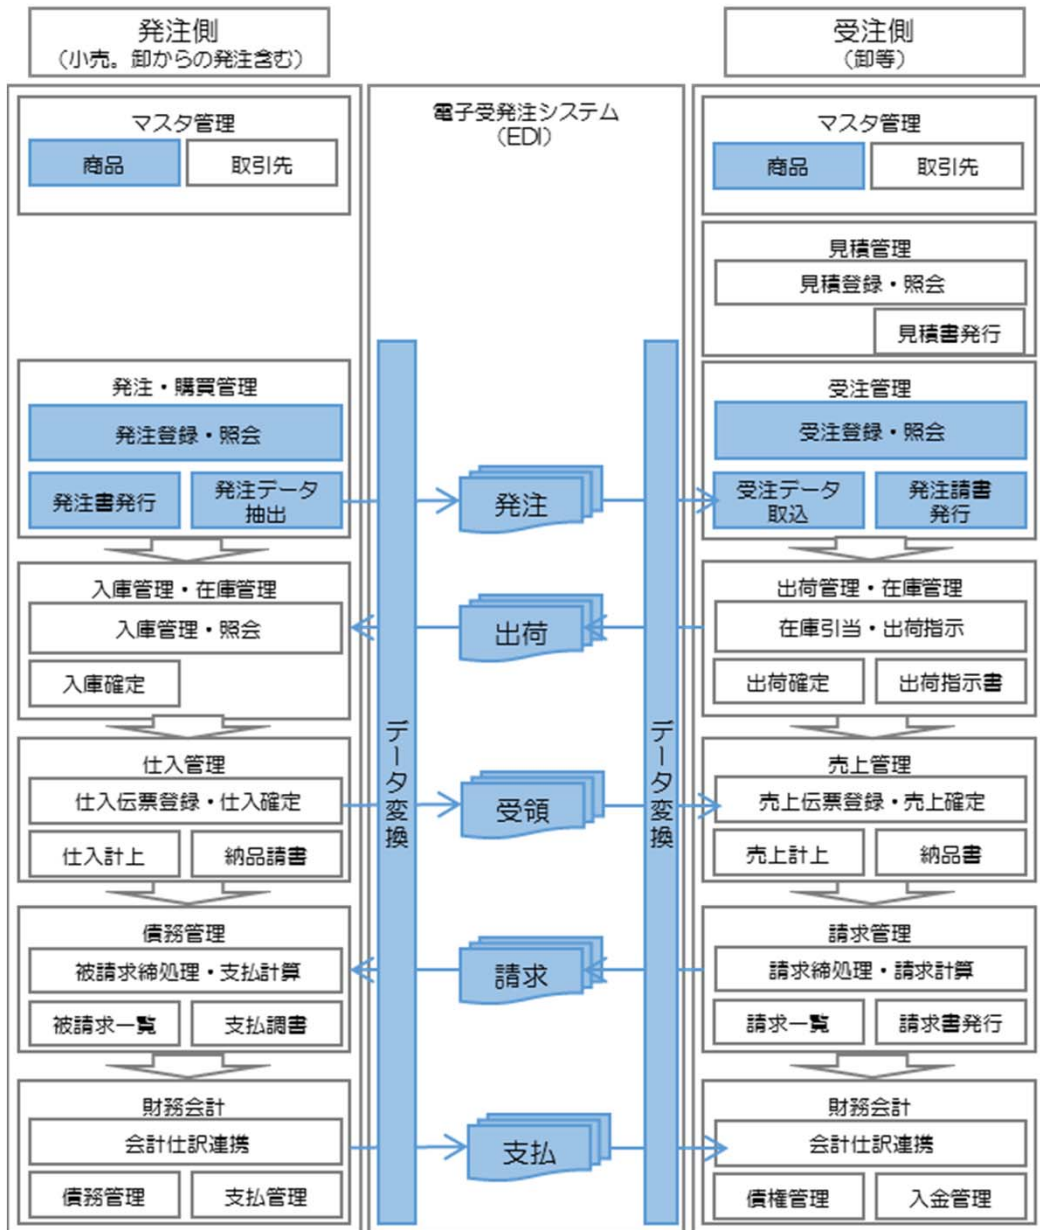 発注側
（小売。卸からの発注含む）
受注側
（卸等）
電子受発注システム
（EDI）
マスタ管理
商品
取引先
マスタ管理
商品
取引先
見積管理
見積登録・照会
見積書発行
発注・購買管理
発注登録・照会
発注書発行
発注データ
抽出
発注
受注管理
受注登録・照会
受注データ
取込
発注請書
発行
入庫管理・在庫管理
入庫管理・照会
入庫確定
出荷
出荷管理・在庫管理
在庫引当・出荷指示
出荷確定
出荷指示書
データ変換
データ変換
仕入管理
仕入伝票登録・仕入確定
仕入計上
納品請書
受領
売上管理
売上伝票登録・売上確定
売上計上
納品書
債務管理
被請求締処理・支払計算
被請求一覧
支払調書
請求
請求管理
請求締処理・請求計算
請求一覧
請求書発行
財務会計
会計仕訳連携
債務管理
支払管理
支払
財務会計
会計仕訳連携
債権管理
入金管理